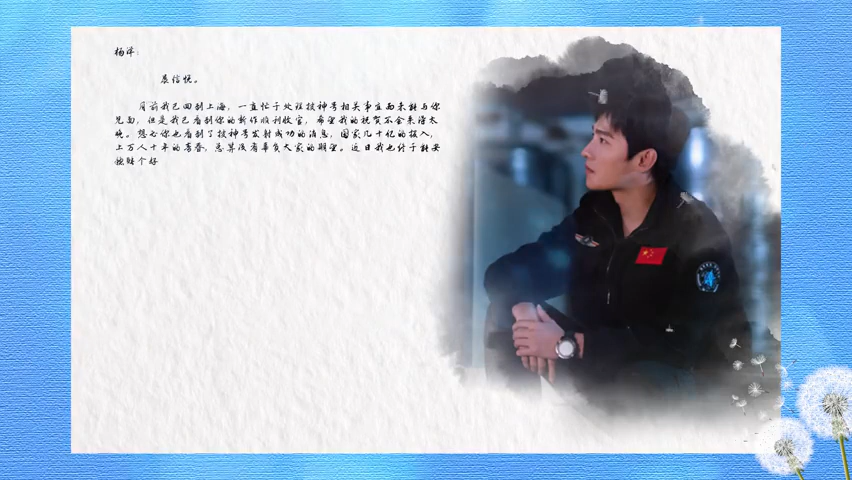 杨洋：
展信悦。
月前我已回到上海，一直忙于处理探神号相关事宜而未能与你
见面，但是我已看到你的新作顺利收官，希望我的祝贺不会来得太
晚。想必你也看到了探神号发射成功的消息，国家几十亿的投入，
上万人十年的青春，总算没有辜负大家的期望。近日我也终于能安
稳睡个好